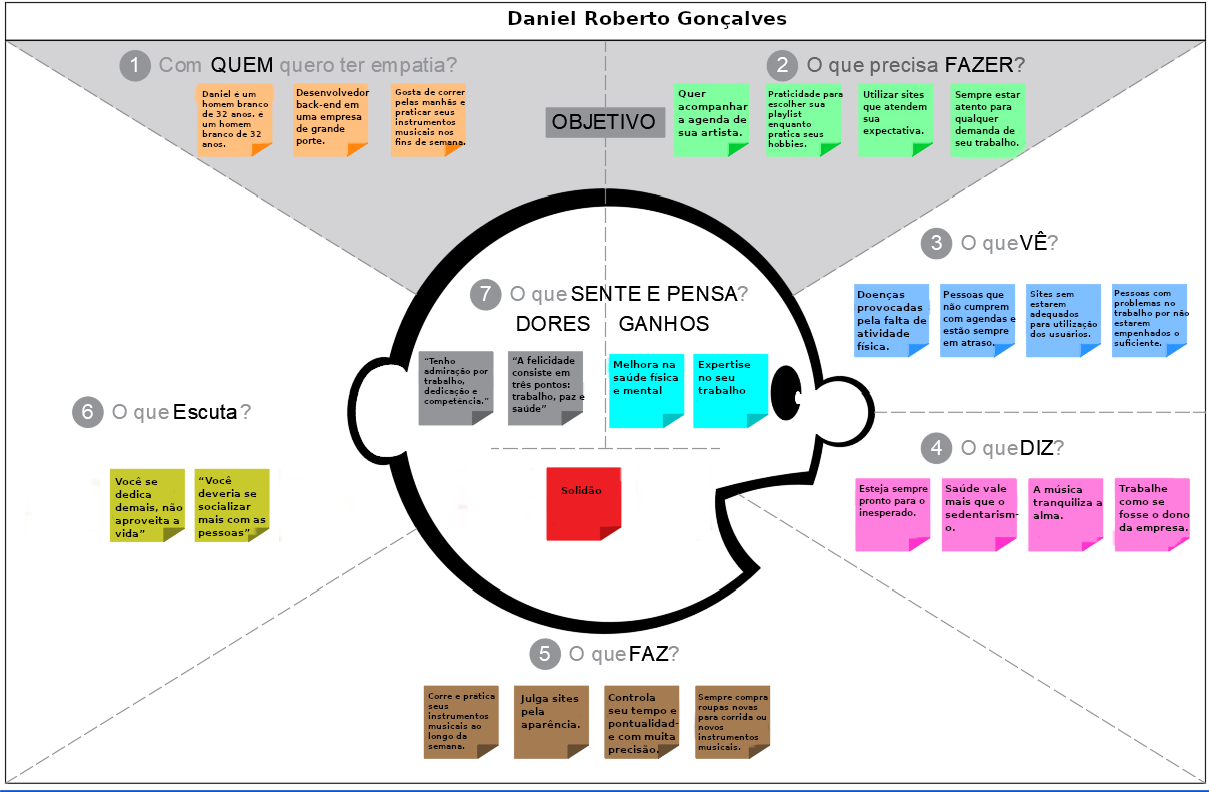 Daniel Roberto Gonçalves
1 Com QUEM quero ter empatia?
Daniel é um
homem branco
de 32 anos. é
um homem
branco de 32
anos.
Desenvolvedor
back-end em
uma empresa
de grande
porte.
Gosta de correr
pelas manhãs e
praticar seus
instrumentos
musicais nos
fins de semana.
OBJETIVO
2 O que precisa FAZER?
Quer
acompanhar
a agenda de
sua artista.
Praticidade para
escolher sua
playlist
enquanto
pratica seus
hobbies.
Utilizar sites
que atendem
sua
expectativa.
Sempre estar
atento para
qualquer
demanda de
seu trabalho.
3 O que VÊ?
Doenças
provocadas
pela falta de
atividade
física.
Pessoas que
não cumprem
com agendas e
estão sempre
em atraso.
Sites sem
estarem
adequados
para utilização
dos usuários.
Pessoas com
problemas no
trabalho por não
estarem
empenhados o
suficiente.
4 O que DIZ?
Esteja sempre
pronto para o
inesperado.
Saúde vale
mais que o
sedentarism-
o.
A música
tranquiliza a
alma.
Trabalhe
como se
fosse o dono
da empresa.
5 O que FAZ?
Corre e pratica
seus
instrumentos
musicais ao
longo da
semana.
Julga sites
pela
aparência.
Controla
seu tempo e
pontualidad-
e com muita
precisão.
Sempre compra
roupas novas
para corrida ou
novos
instrumentos
musicais.
6 O que Escuta?
Você se
dedica
demais, não
aproveita a
vida”
“Você
deveria se
socializar
mais com as
pessoas”
7 O que SENTE E PENSA?
DORES
GANHOS
“Tenho
admiração por
trabalho,
dedicação e
competência.”
“A felicidade
consiste em
três pontos:
trabalho, paz e
saúde”
Melhora na
saúde física
e mental
Expertise
no seu
trabalho
Solidão